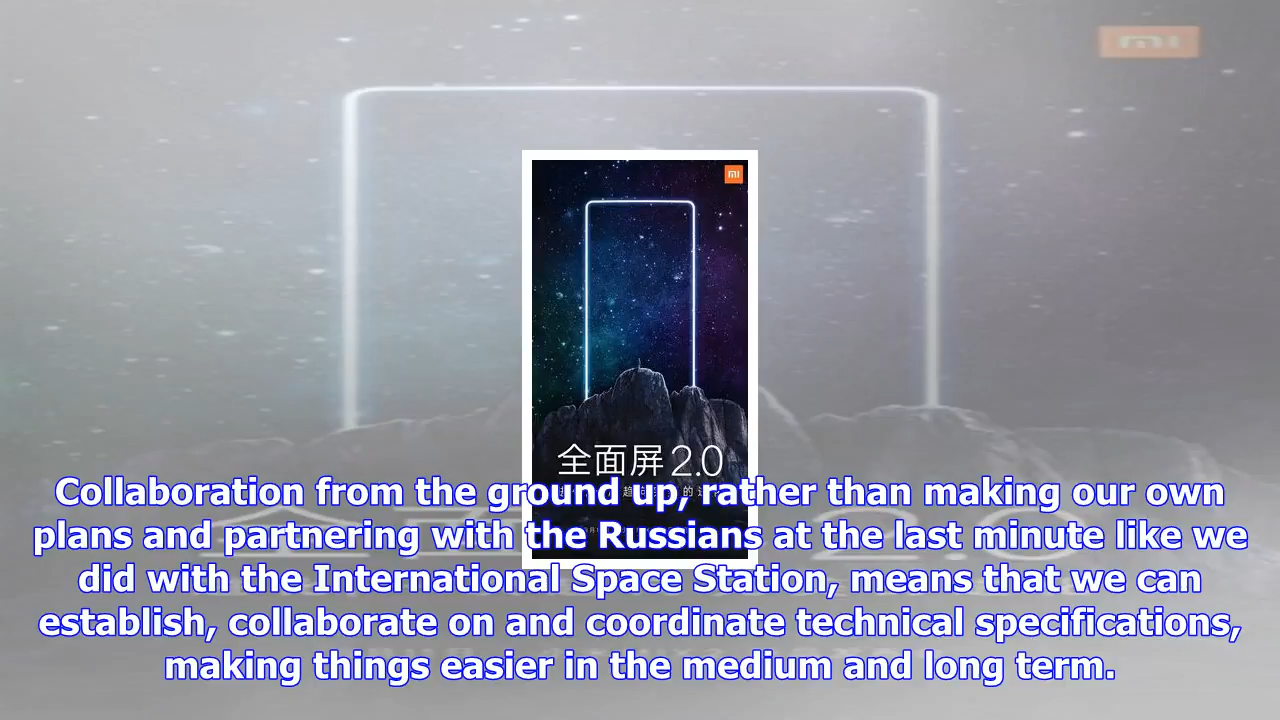 mi
mi
全面屏2.0
Collaboration from the ground up, rather than making our own
plans and partnering with the Russians at the last minute like we
did with the International Space Station, means that we can
establish, collaborate on and coordinate technical specifications,
making things easier in the medium and long term.